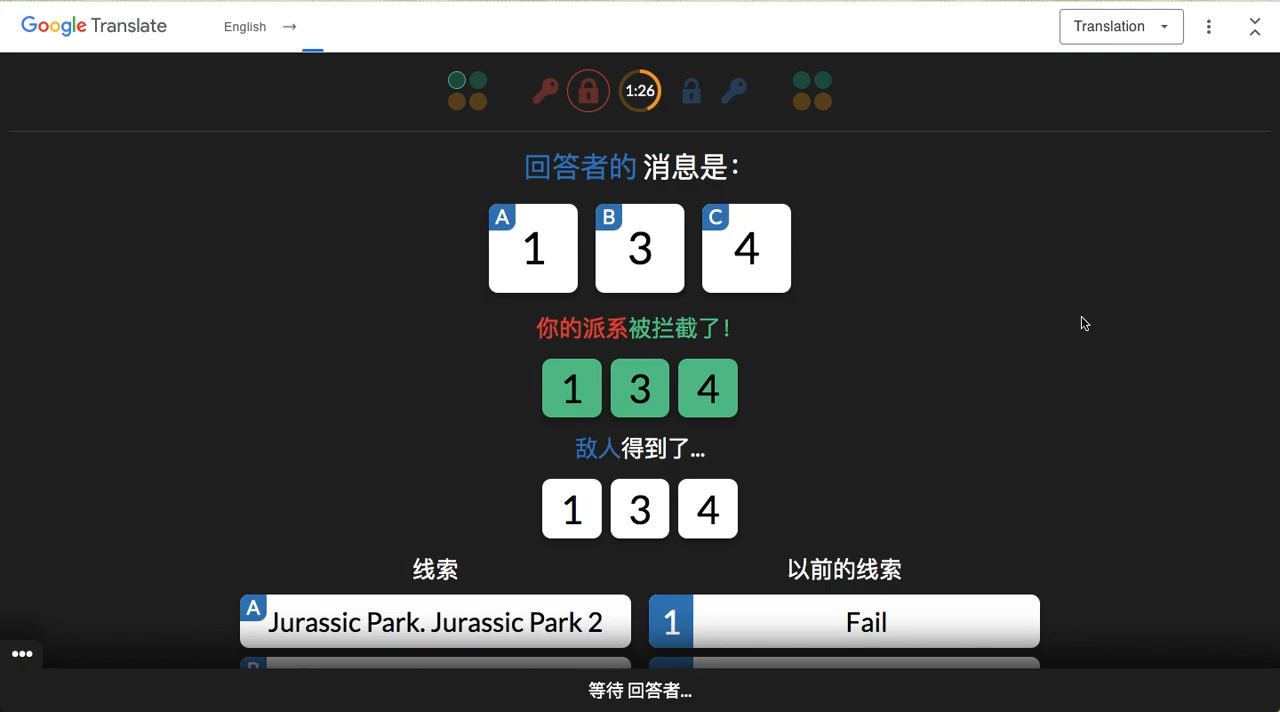 Google Translate
English →
Translation
1:26
回答者的 消息是：
A 1
B 3
C 4
你的派系被拦截了！
1 3 4
敌人得到了...
1 3 4
线索
以前的线索
A Jurassic Park. Jurassic Park 2
1 Fail
等待 回答者...